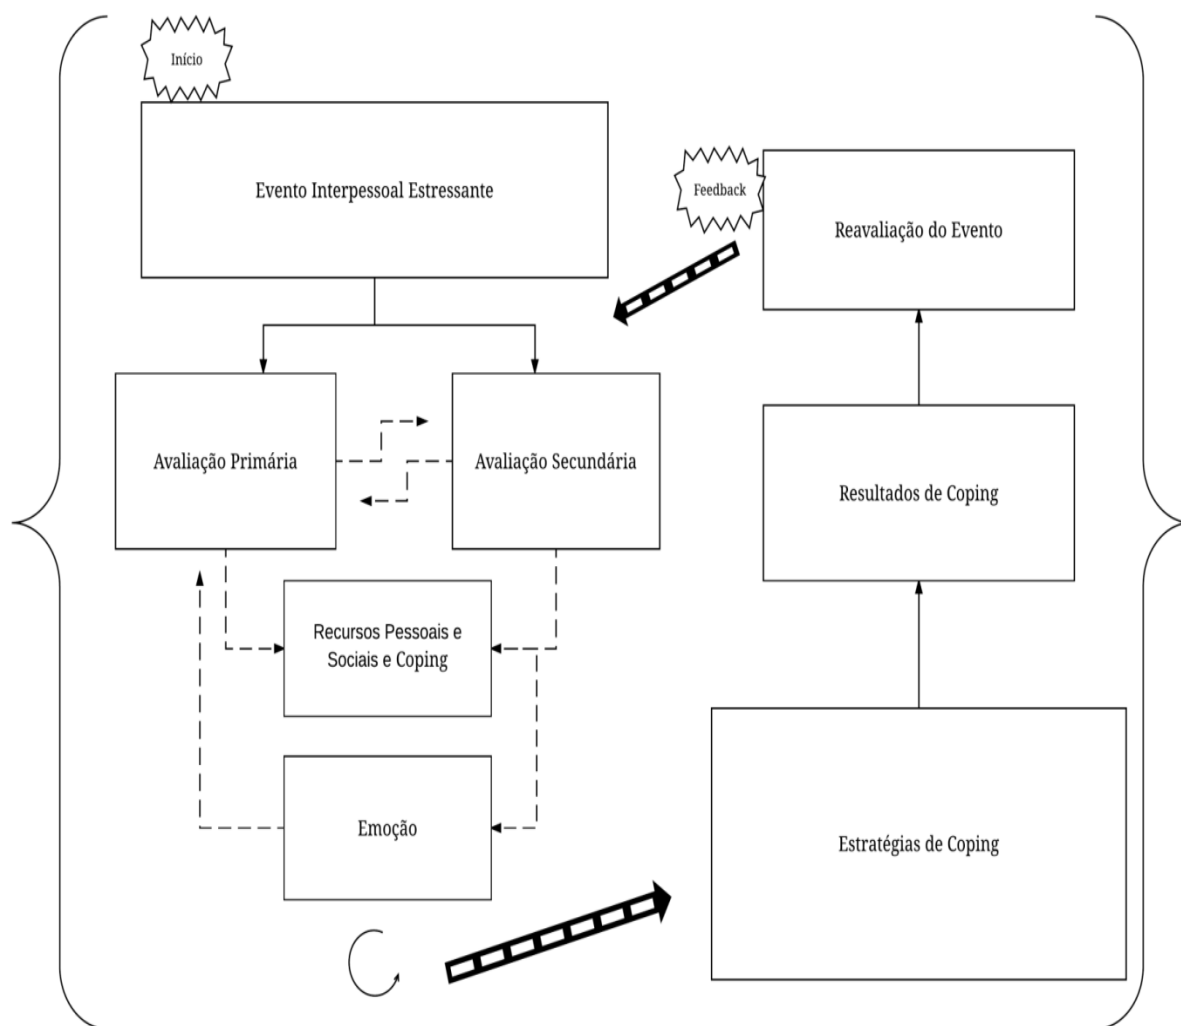 Início
Evento Interpessoal Estressante
Feedback
Reavaliação do Evento
Avaliação Primária
Avaliação Secundária
Resultados de Coping
Recursos Pessoais e
Sociais e Coping
Emoção
Estratégias de Coping